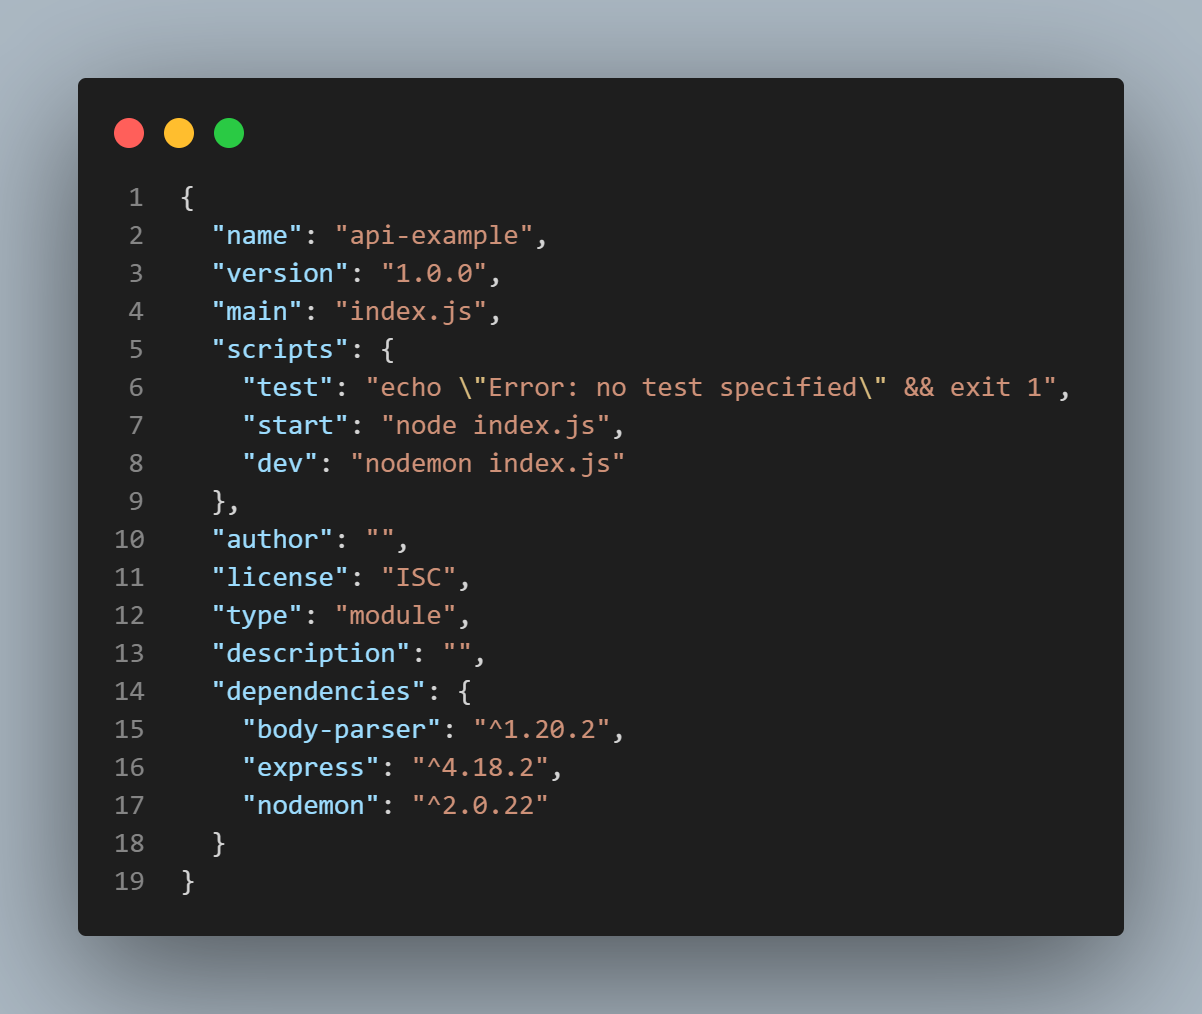 1 {
2   "name": "api-example",
3   "version": "1.0.0",
4   "main": "index.js",
5   "scripts": {
6     "test": "echo \"Error: no test specified\" && exit 1",
7     "start": "node index.js",
8     "dev": "nodemon index.js"
9   },
10   "author": "",
11   "license": "ISC",
12   "type": "module",
13   "description": "",
14   "dependencies": {
15     "body-parser": "^1.20.2",
16     "express": "^4.18.2",
17     "nodemon": "^2.0.22"
18   }
19 }